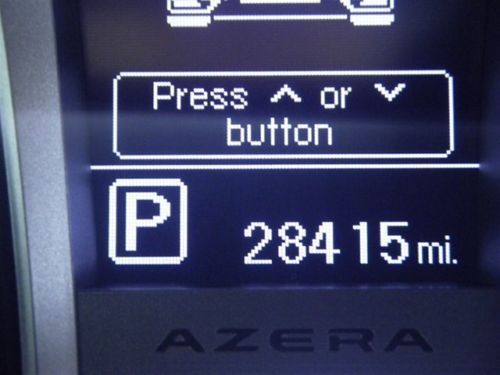 Press ^ or ⌄
button
P
28415 mi.
AZERA